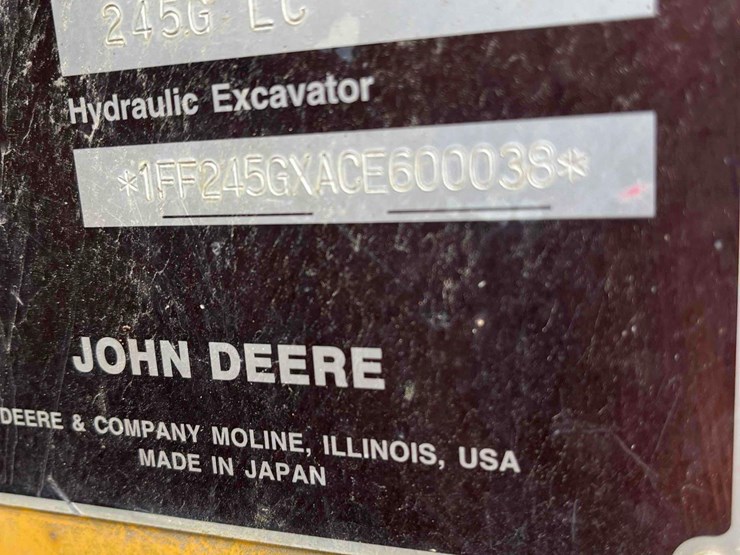 245G LC
Hydraulic Excavator
*1FF245GXACE600038*
JOHN DEERE
DEERE & COMPANY MOLINE, ILLINOIS, USA
MADE IN JAPAN